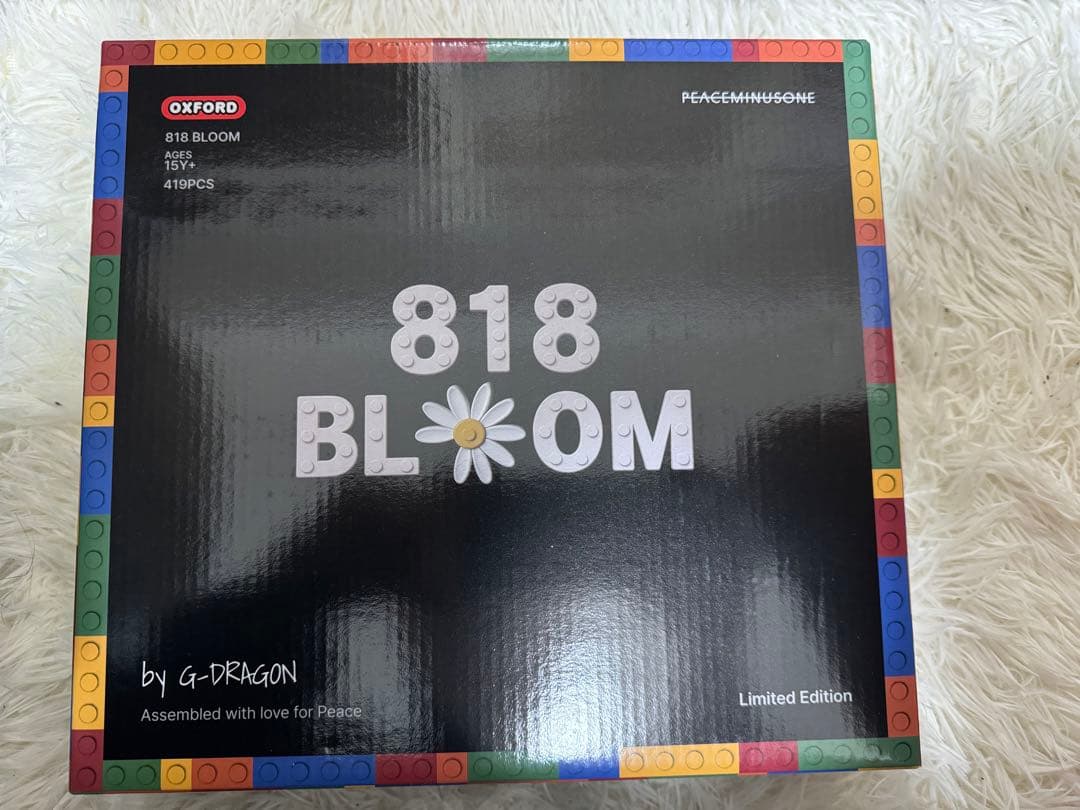 OXFORD
PEACEMINUSONE
818 BLOOM
AGES
15Y+
419PCS
818
BLOOM
by G-DRAGON
Assembled with love for Peace
Limited Edition